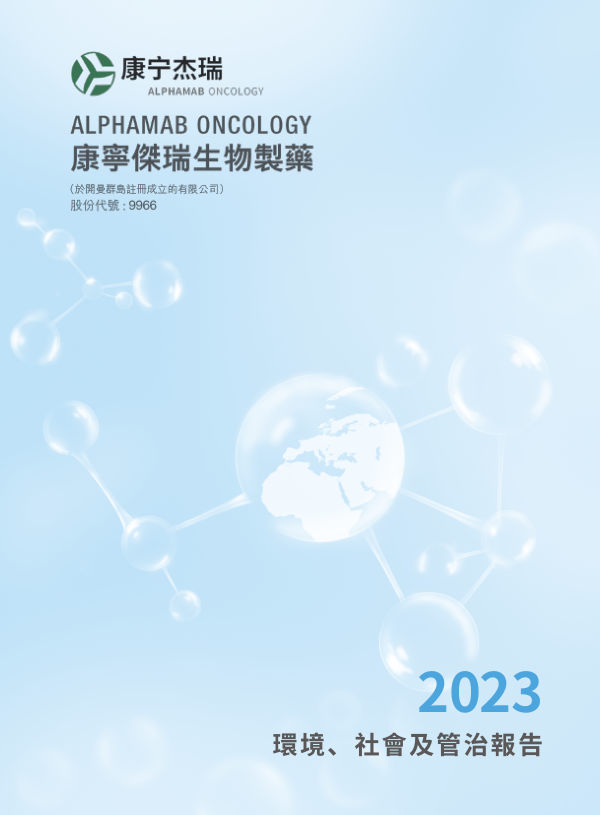 康宁杰瑞
ALPHAMAB ONCOLOGY
ALPHAMAB ONCOLOGY
康寧傑瑞生物製藥
（於開曼群島註冊成立的有限公司）
股份代號 : 9966
2023
環境、社會及管治報告